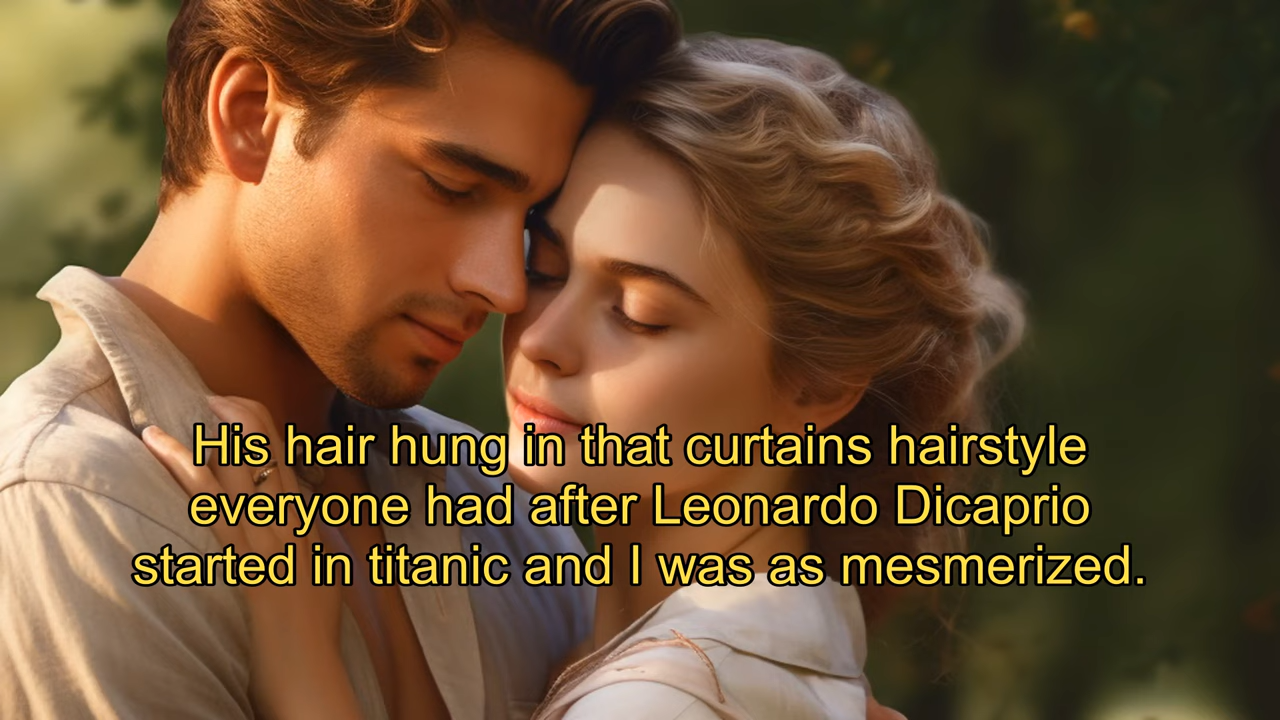 His hair hung in that curtains hairstyle
everyone had after Leonardo Dicaprio
started in titanic and I was as mesmerized.